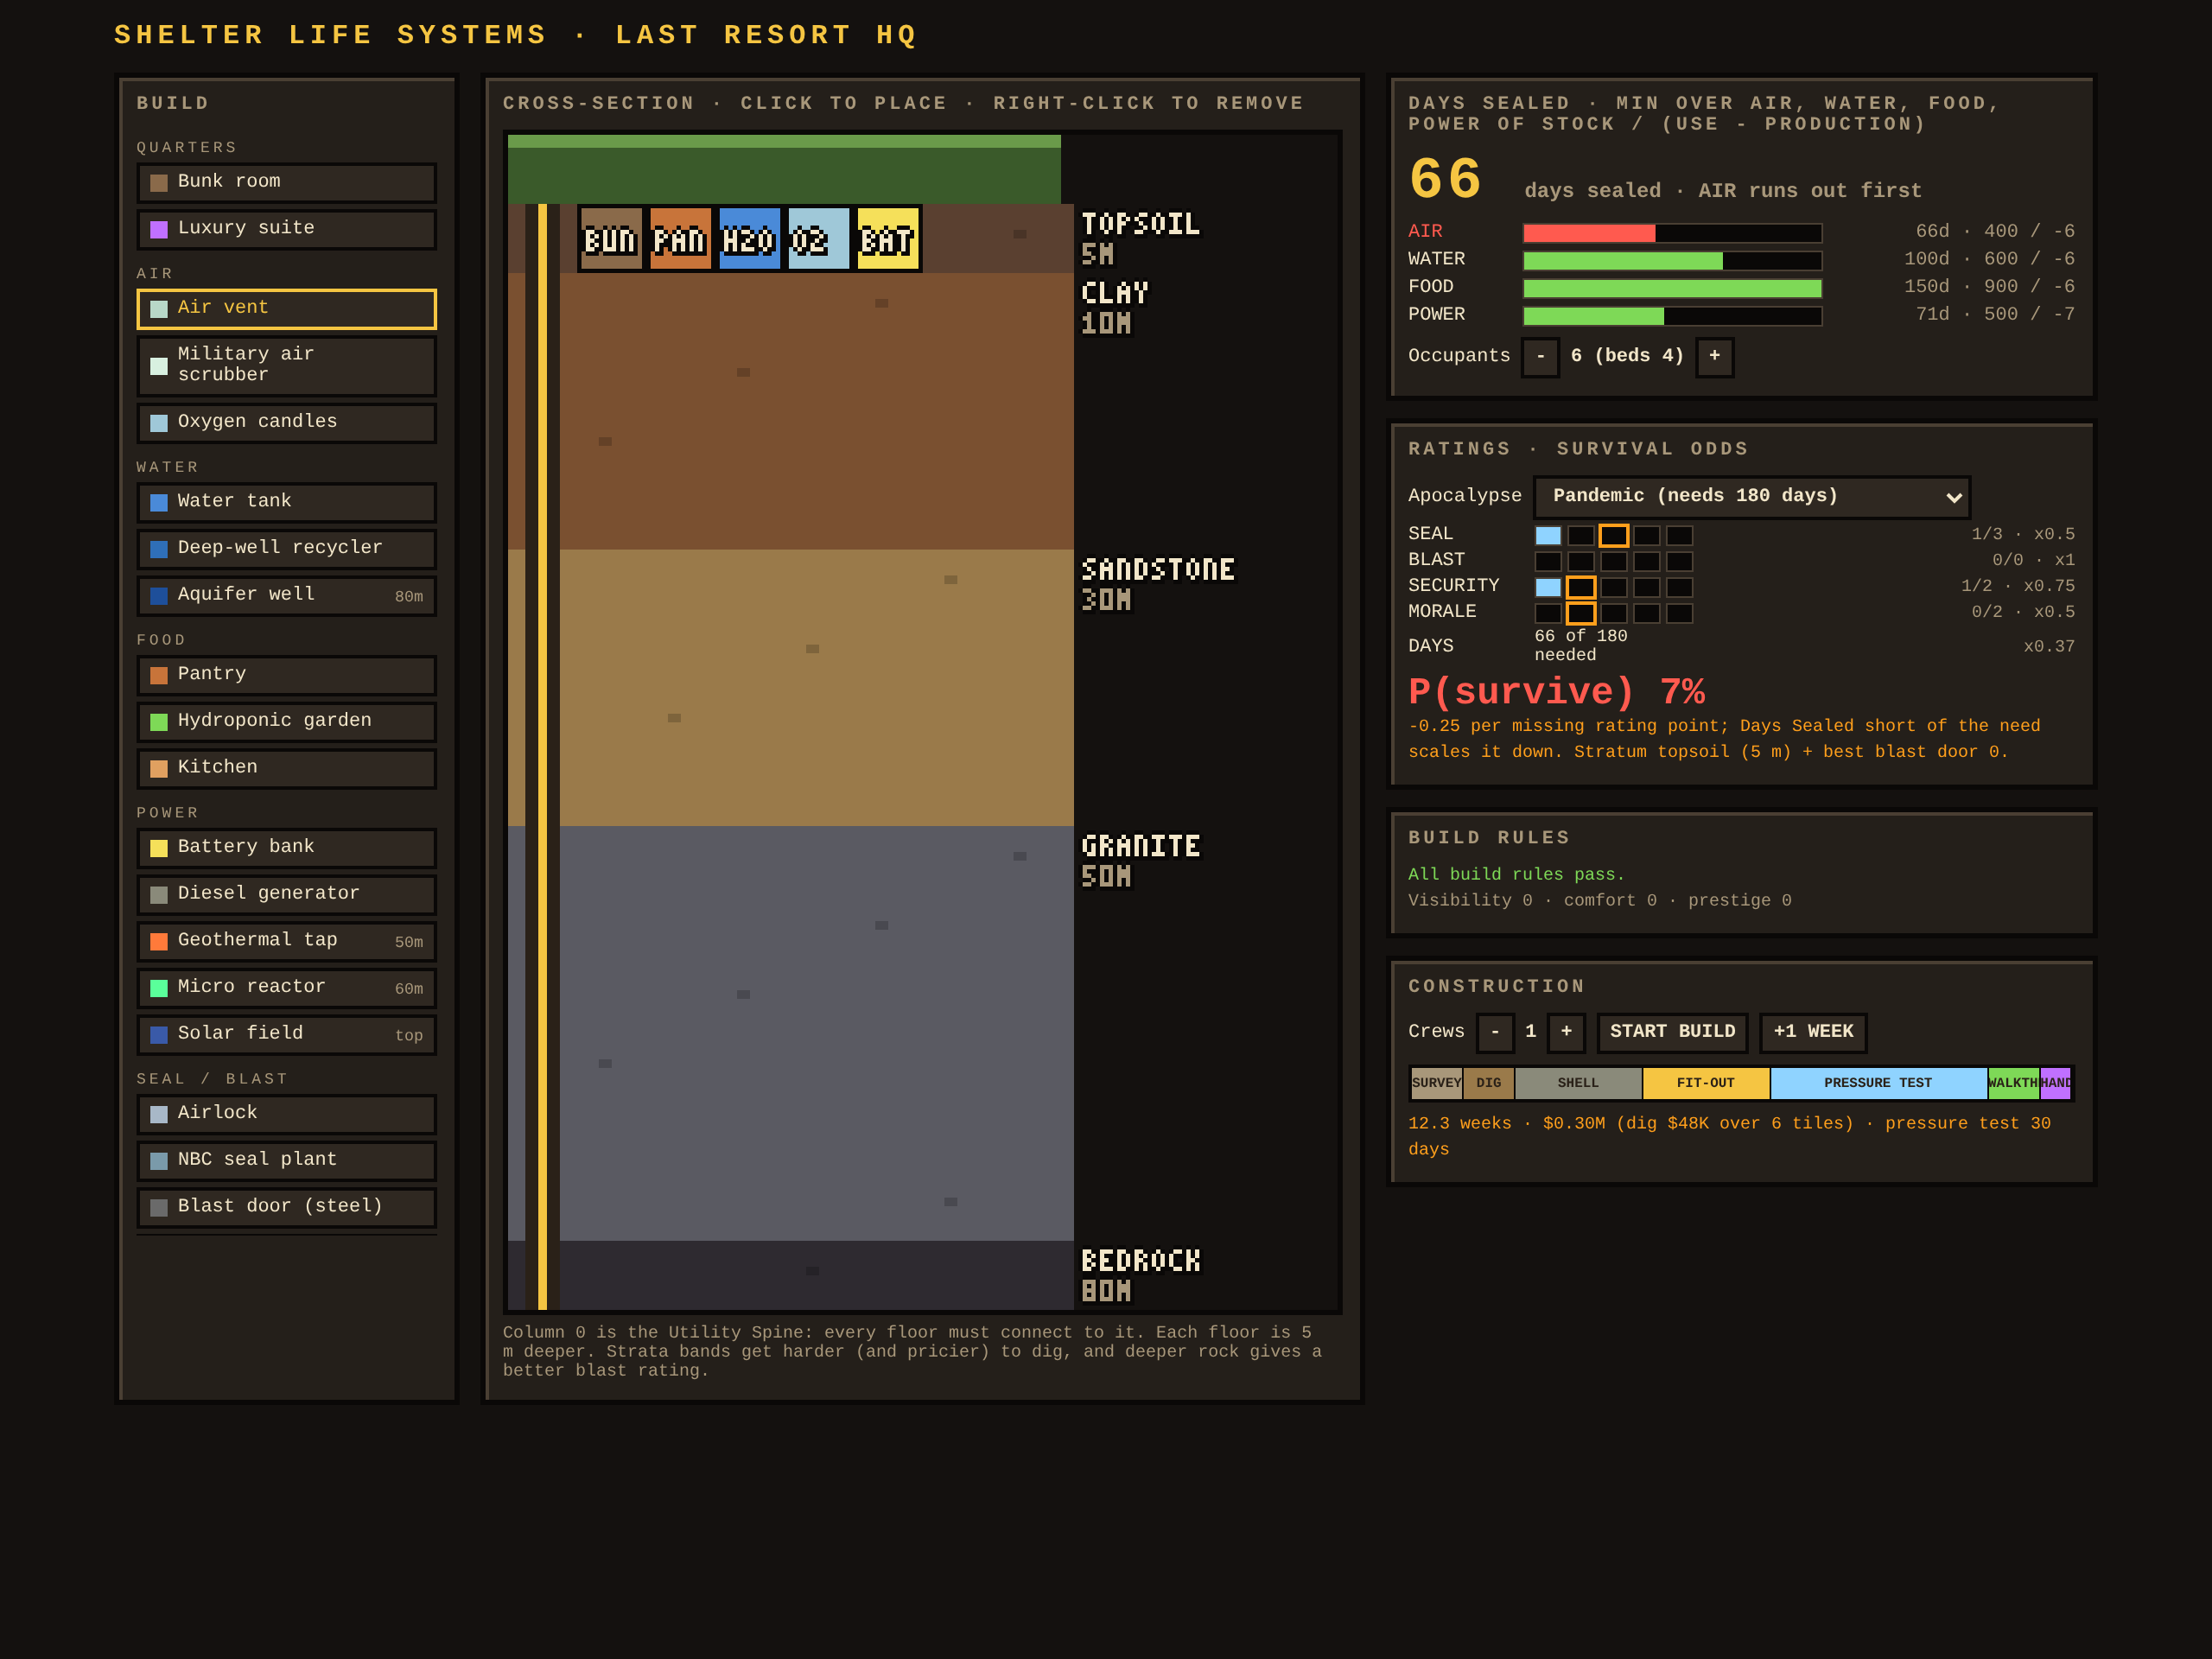 SHELTER LIFE SYSTEMS · LAST RESORT HQ
BUILD
QUARTERS
Bunk room
Luxury suite
AIR
Air vent
Military air
scrubber
Oxygen candles
WATER
Water tank
Deep-well recycler
Aquifer well 80m
FOOD
Pantry
Hydroponic garden
Kitchen
POWER
Battery bank
Diesel generator
Geothermal tap 50m
Micro reactor 60m
Solar field top
SEAL / BLAST
Airlock
NBC seal plant
Blast door (steel)
CROSS-SECTION · CLICK TO PLACE · RIGHT-CLICK TO REMOVE
BUN PAN H2O O2 BAT
TOPSOIL
5M
CLAY
10M
SANDSTONE
30M
GRANITE
50M
BEDROCK
80M
Column 0 is the Utility Spine: every floor must connect to it. Each floor is 5
m deeper. Strata bands get harder (and pricier) to dig, and deeper rock gives a
better blast rating.
DAYS SEALED · MIN OVER AIR, WATER, FOOD,
POWER OF STOCK / (USE - PRODUCTION)
66 days sealed · AIR runs out first
AIR 66d · 400 / -6
WATER 100d · 600 / -6
FOOD 150d · 900 / -6
POWER 71d · 500 / -7
Occupants - 6 (beds 4) +
RATINGS · SURVIVAL ODDS
Apocalypse Pandemic (needs 180 days)
SEAL 1/3 · x0.5
BLAST 0/0 · x1
SECURITY 1/2 · x0.75
MORALE 0/2 · x0.5
DAYS 66 of 180 needed x0.37
P(survive) 7%
-0.25 per missing rating point; Days Sealed short of the need
scales it down. Stratum topsoil (5 m) + best blast door 0.
BUILD RULES
All build rules pass.
Visibility 0 · comfort 0 · prestige 0
CONSTRUCTION
Crews - 1 + START BUILD +1 WEEK
SURVEY DIG SHELL FIT-OUT PRESSURE TEST WALKTH HAND
12.3 weeks · $0.30M (dig $48K over 6 tiles) · pressure test 30
days